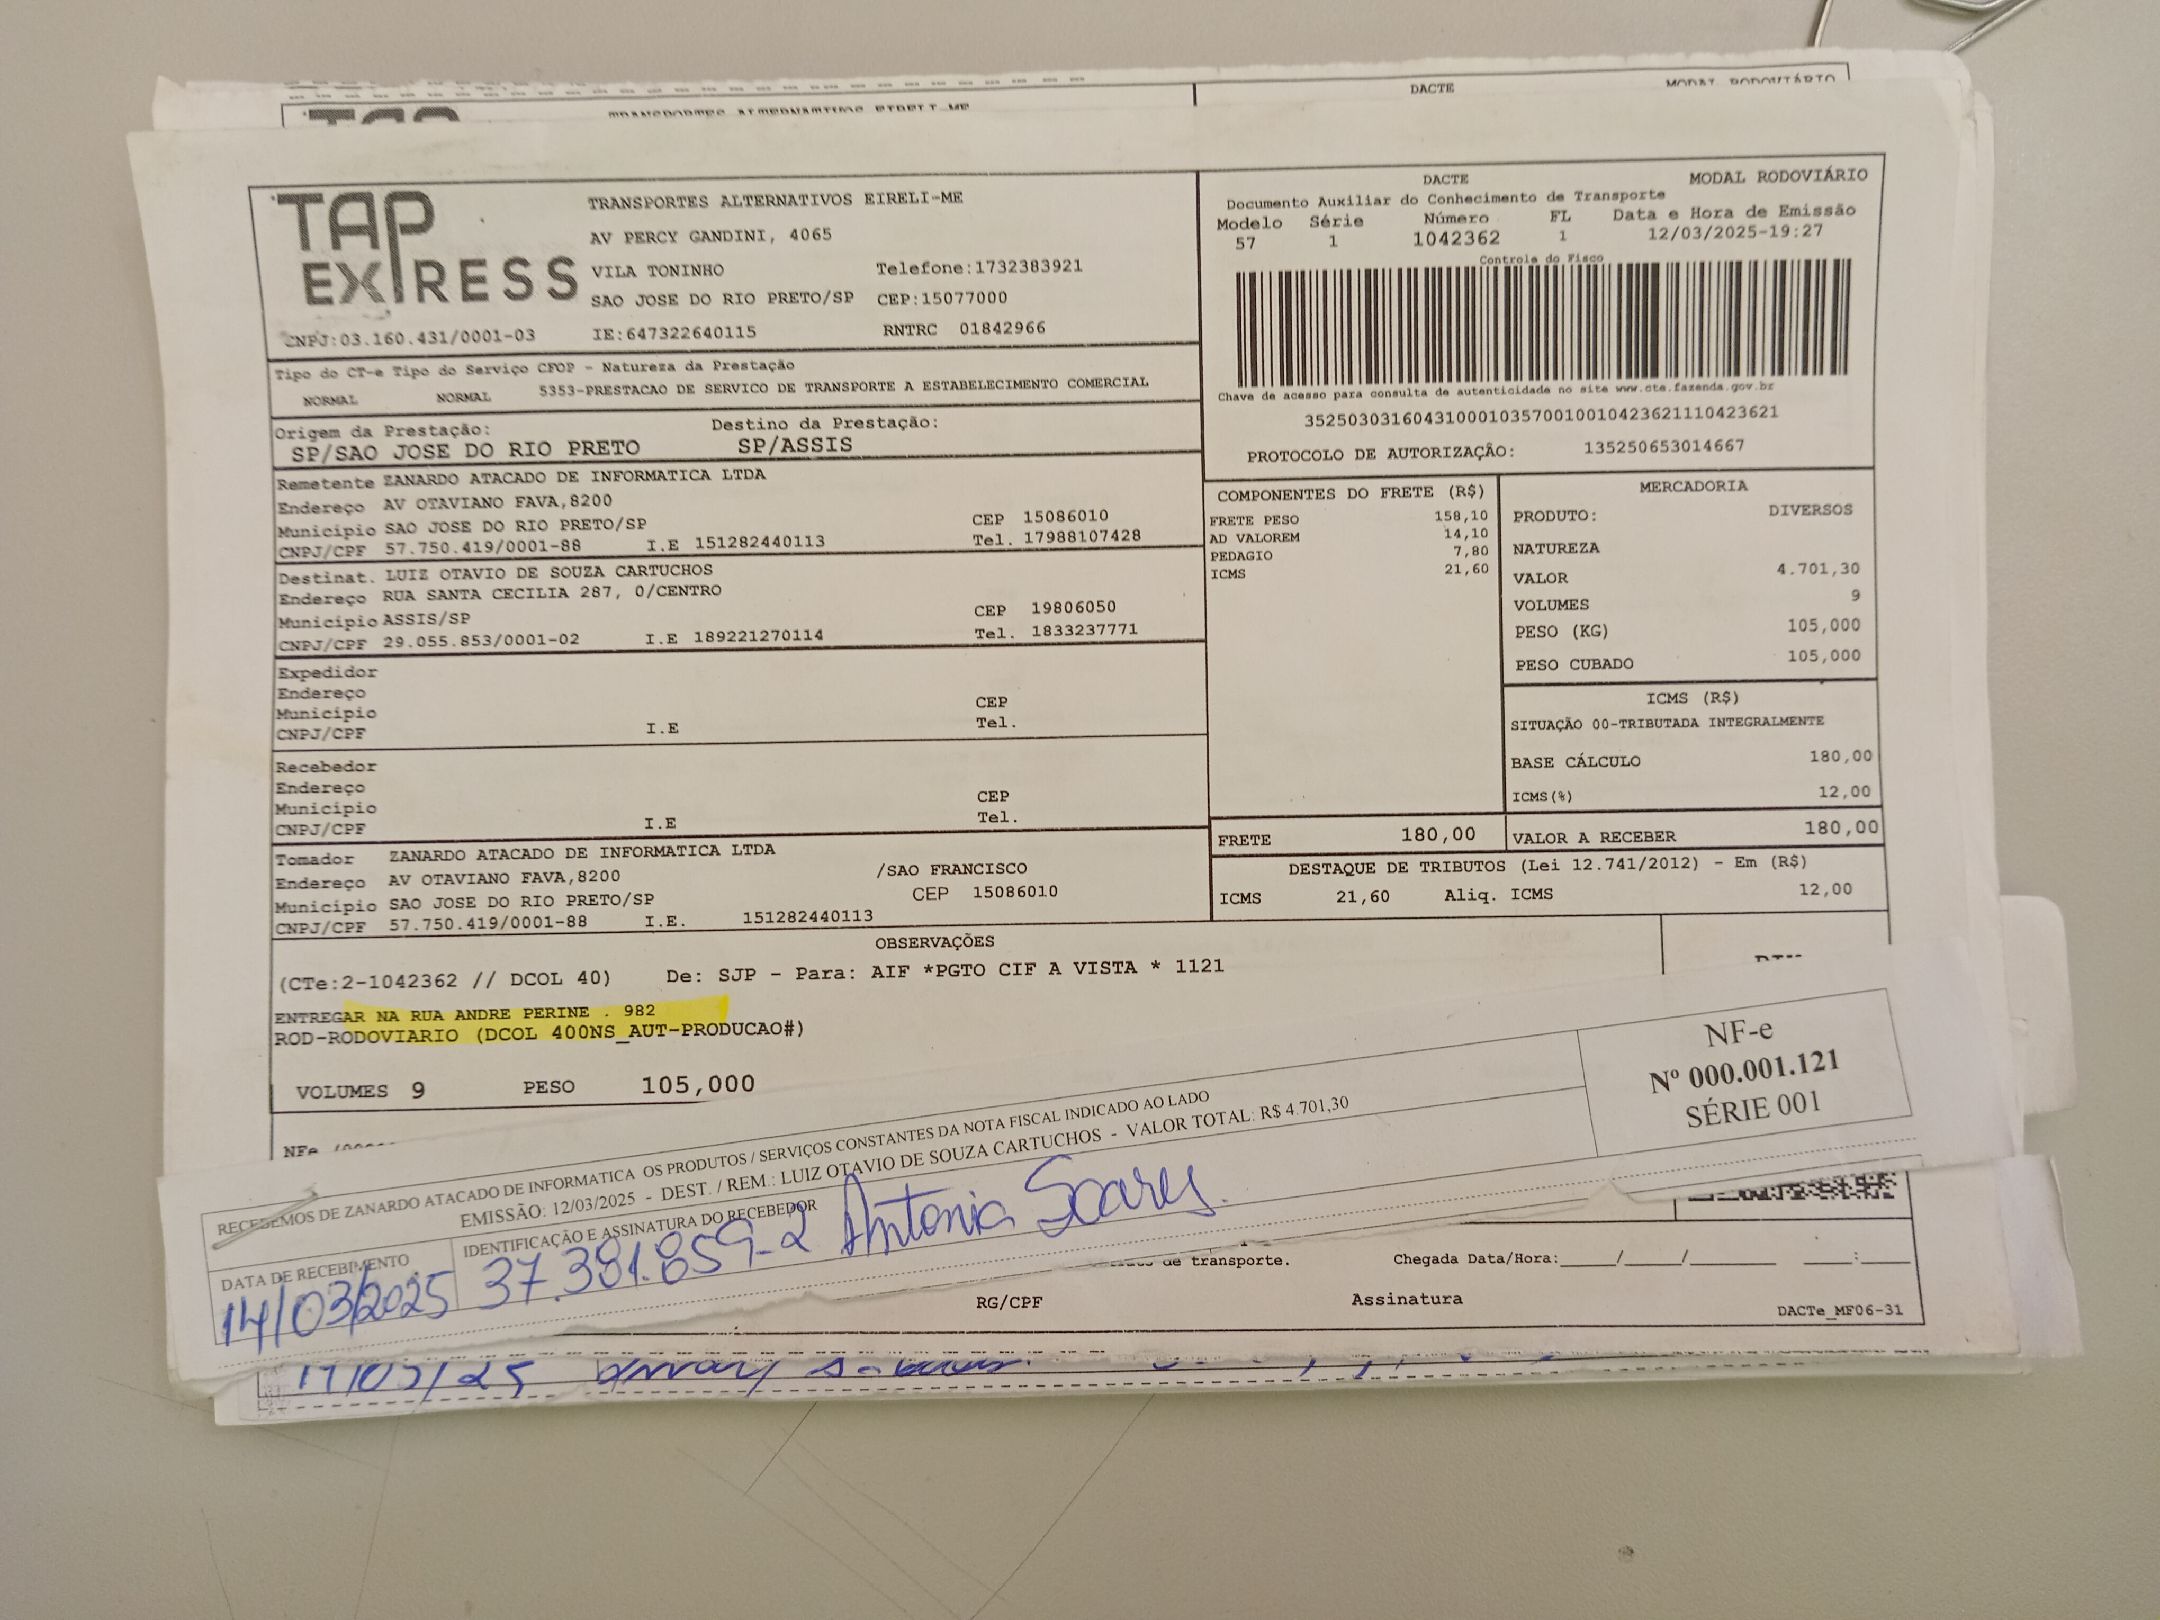 DACTE
TAP EXPRESS
TRANSPORTES ALTERNATIVOS EIRELI-ME
AV PERCY GANDINI, 4065
VILA TONINHO Telefone:1732383921
SAO JOSE DO RIO PRETO/SP CEP:15077000
CNPJ:03.160.431/0001-03 IE:647322640115 RNTRC 01842966
DACTE MODAL RODOVIÁRIO
Documento Auxiliar do Conhecimento de Transporte
Modelo Série Número FL Data e Hora de Emissão
57 1 1042362 1 12/03/2025-19:27
Controle do Fisco
Chave de acesso para consulta de autenticidade no site www.cte.fazenda.gov.br
35250303160431000103570010010423621110423621
PROTOCOLO DE AUTORIZAÇÃO: 135250653014667
Tipo do CT-e Tipo do Serviço CFOP - Natureza da Prestação
NORMAL NORMAL 5353-PRESTACAO DE SERVICO DE TRANSPORTE A ESTABELECIMENTO COMERCIAL
Origem da Prestação: Destino da Prestação:
SP/SAO JOSE DO RIO PRETO SP/ASSIS
Remetente ZANARDO ATACADO DE INFORMATICA LTDA
Endereço AV OTAVIANO FAVA,8200
Município SAO JOSE DO RIO PRETO/SP CEP 15086010
CNPJ/CPF 57.750.419/0001-88 I.E 151282440113 Tel. 17988107428
Destinat. LUIZ OTAVIO DE SOUZA CARTUCHOS
Endereço RUA SANTA CECILIA 287, 0/CENTRO
Município ASSIS/SP CEP 19806050
CNPJ/CPF 29.055.853/0001-02 I.E 189221270114 Tel. 1833237771
Expedidor
Endereço
Município CEP
CNPJ/CPF I.E Tel.
Recebedor
Endereço
Município CEP
CNPJ/CPF I.E Tel.
Tomador ZANARDO ATACADO DE INFORMATICA LTDA
Endereço AV OTAVIANO FAVA,8200 /SAO FRANCISCO
Município SAO JOSE DO RIO PRETO/SP CEP 15086010
CNPJ/CPF 57.750.419/0001-88 I.E. 151282440113
COMPONENTES DO FRETE (R$)
FRETE PESO 158,10
AD VALOREM 14,10
PEDAGIO 7,80
ICMS 21,60
MERCADORIA
PRODUTO: DIVERSOS
NATUREZA
VALOR 4.701,30
VOLUMES 9
PESO (KG) 105,000
PESO CUBADO 105,000
ICMS (R$)
SITUAÇÃO 00-TRIBUTADA INTEGRALMENTE
BASE CÁLCULO 180,00
ICMS(%) 12,00
FRETE 180,00 VALOR A RECEBER 180,00
DESTAQUE DE TRIBUTOS (Lei 12.741/2012) - Em (R$)
ICMS 21,60 Aliq. ICMS 12,00
OBSERVAÇÕES
(CTe:2-1042362 // DCOL 40) De: SJP - Para: AIF *PGTO CIF A VISTA * 1121
ENTREGAR NA RUA ANDRE PERINE . 982
ROD-RODOVIARIO (DCOL 400NS_AUT-PRODUCAO#)
VOLUMES 9 PESO 105,000
NFe
RECEBEMOS DE ZANARDO ATACADO DE INFORMATICA OS PRODUTOS / SERVIÇOS CONSTANTES DA NOTA FISCAL INDICADO AO LADO
EMISSÃO: 12/03/2025 - DEST. / REM.: LUIZ OTAVIO DE SOUZA CARTUCHOS - VALOR TOTAL: R$ 4.701,30
DATA DE RECEBIMENTO IDENTIFICAÇÃO E ASSINATURA DO RECEBEDOR
14/03/2025 37.381.859-2 Antonia Soares.
NF-e
Nº 000.001.121
SÉRIE 001
de transporte. Chegada Data/Hora:_____/_____/_______ ____:____
RG/CPF Assinatura
DACTe_MF06-31